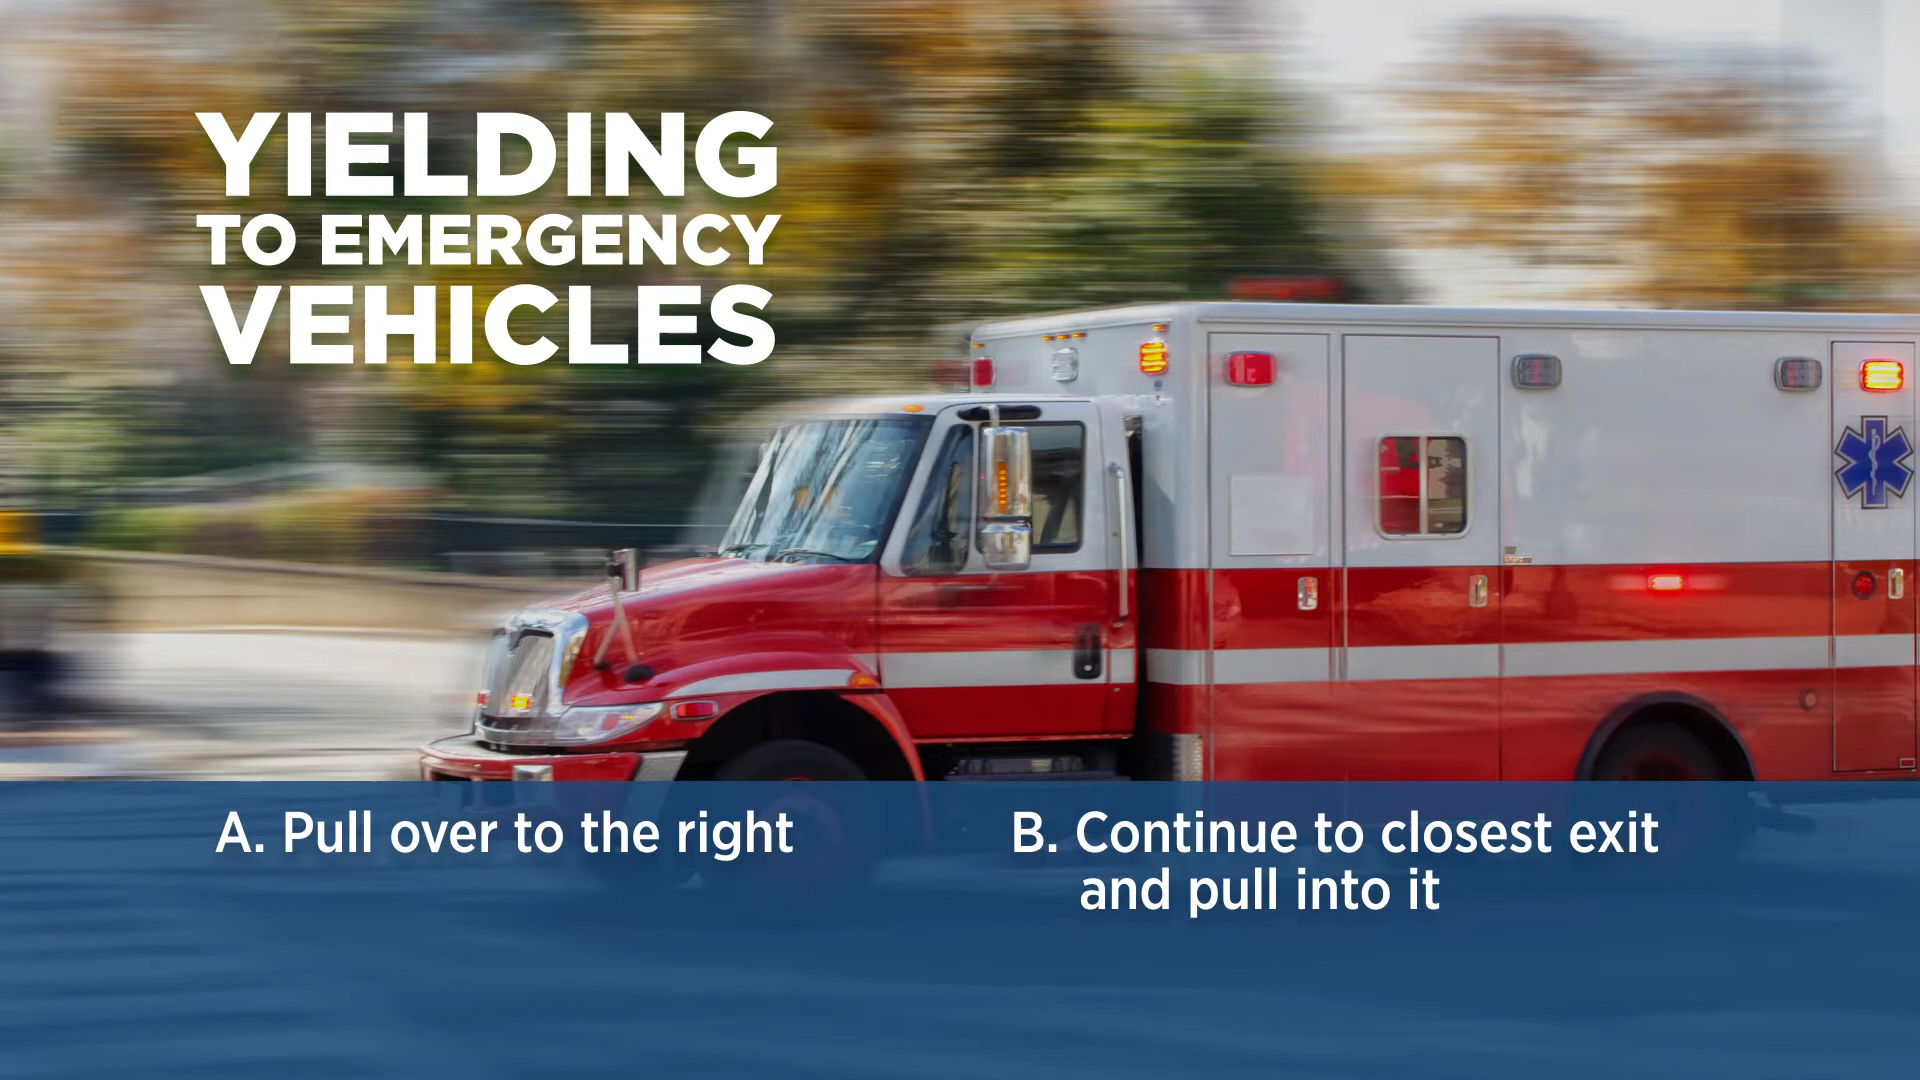 YIELDING
TO EMERGENCY
VEHICLES
A. Pull over to the right
B. Continue to closest exit
and pull into it